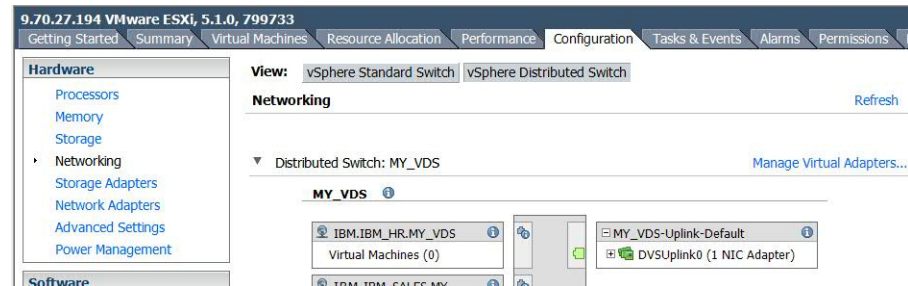 9.70.27.194 VMware ESXi, 5.1.0, 799733
Getting Started Summary Virtual Machines Resource Allocation Performance Configuration Tasks & Events Alarms Permissions
Hardware
Processors
Memory
Storage
Networking
Storage Adapters
Network Adapters
Advanced Settings
Power Management
Software
View: vSphere Standard Switch vSphere Distributed Switch
Networking Refresh
Distributed Switch: MY_VDS Manage Virtual Adapters...
MY_VDS
IBM.IBM_HR.MY_VDS
Virtual Machines (0)
IBM.IBM_SALES.MY
MY_VDS-Uplink-Default
DVSUplink0 (1 NIC Adapter)